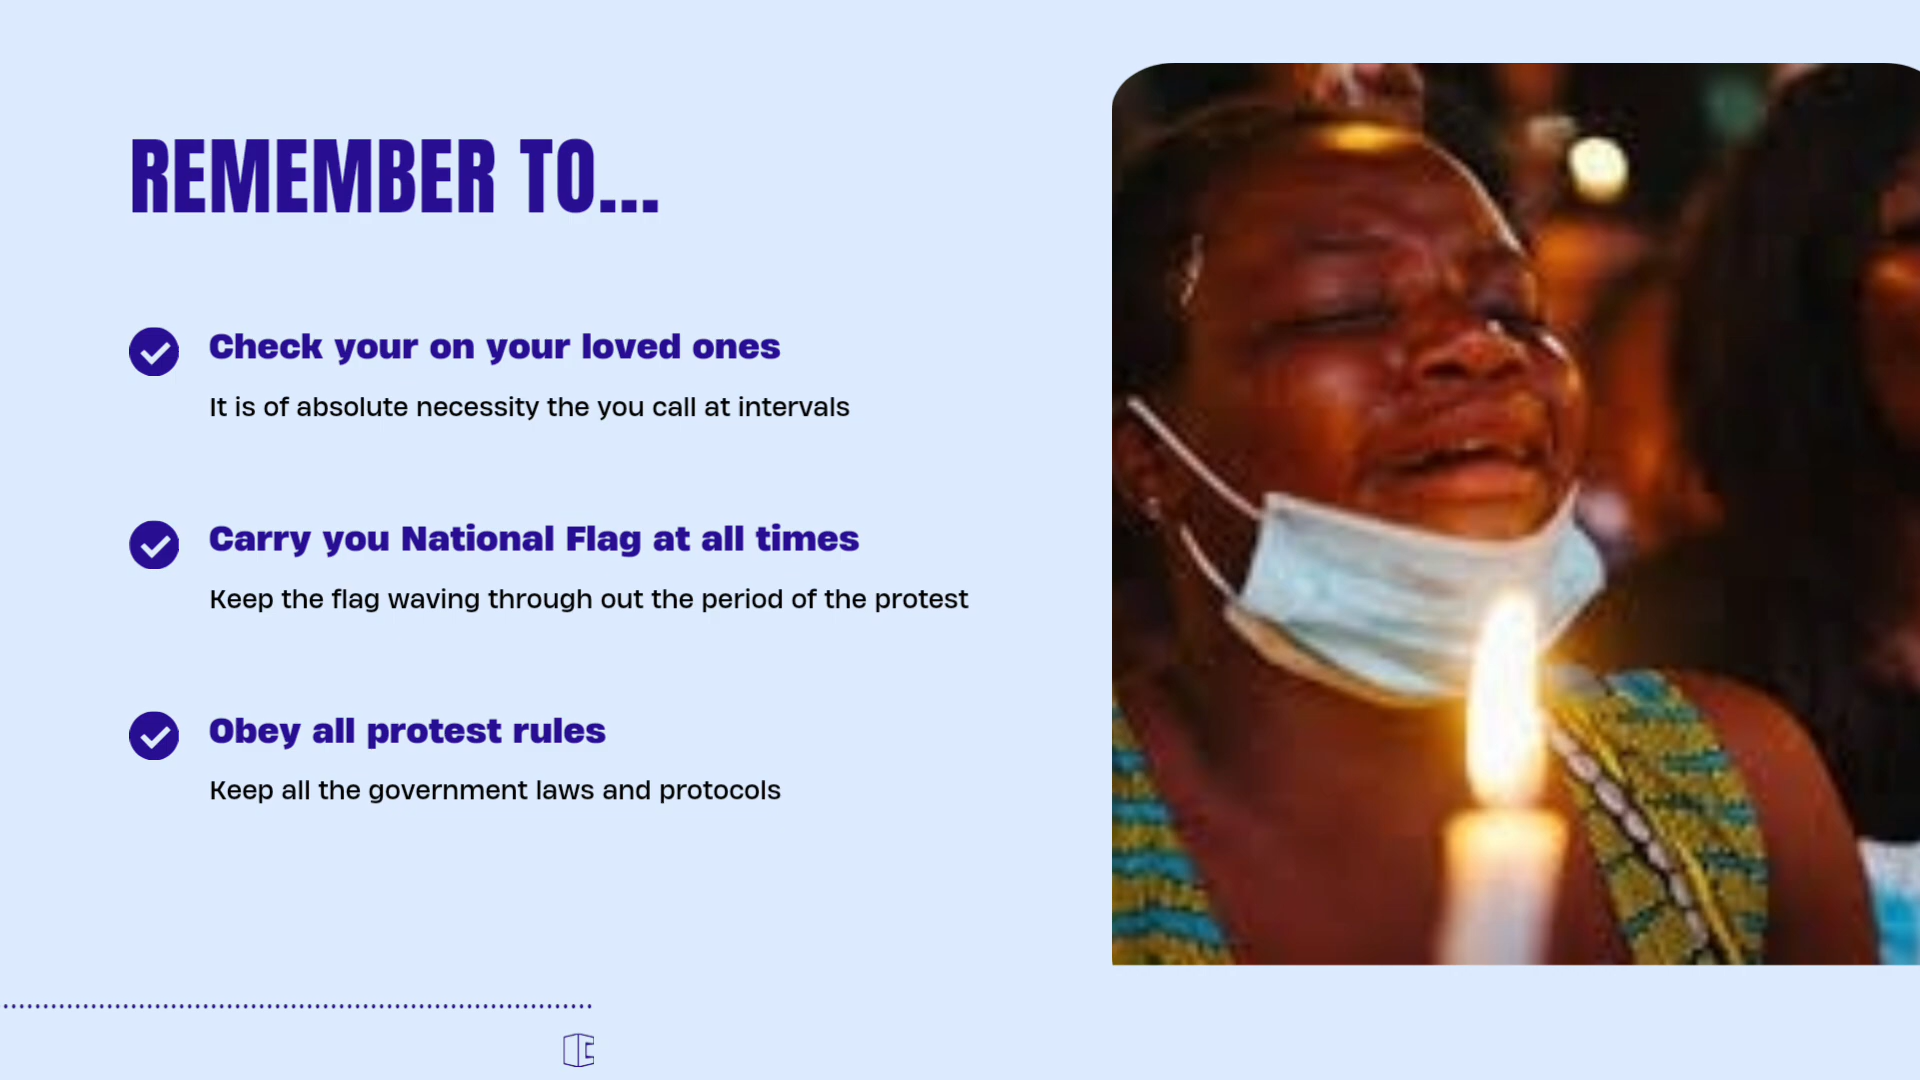 REMEMBER TO...
Check your on your loved ones
It is of absolute necessity the you call at intervals
Carry you National Flag at all times
Keep the flag waving through out the period of the protest
Obey all protest rules
Keep all the government laws and protocols